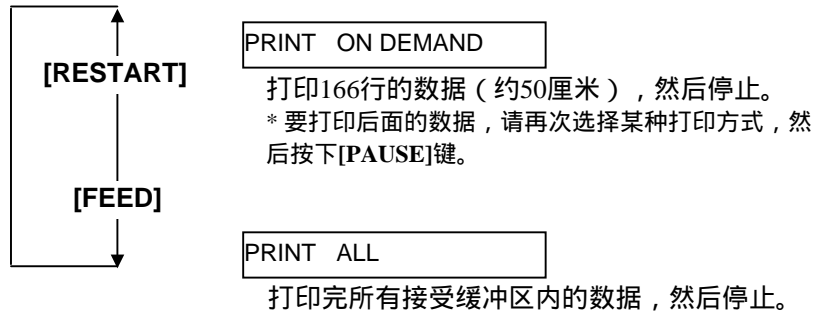 PRINT ON DEMAND
[RESTART]
打印166行的数据（约50厘米），然后停止。
* 要打印后面的数据，请再次选择某种打印方式，然
后按下[PAUSE]键。
[FEED]
PRINT ALL
打印完所有接受缓冲区内的数据，然后停止。